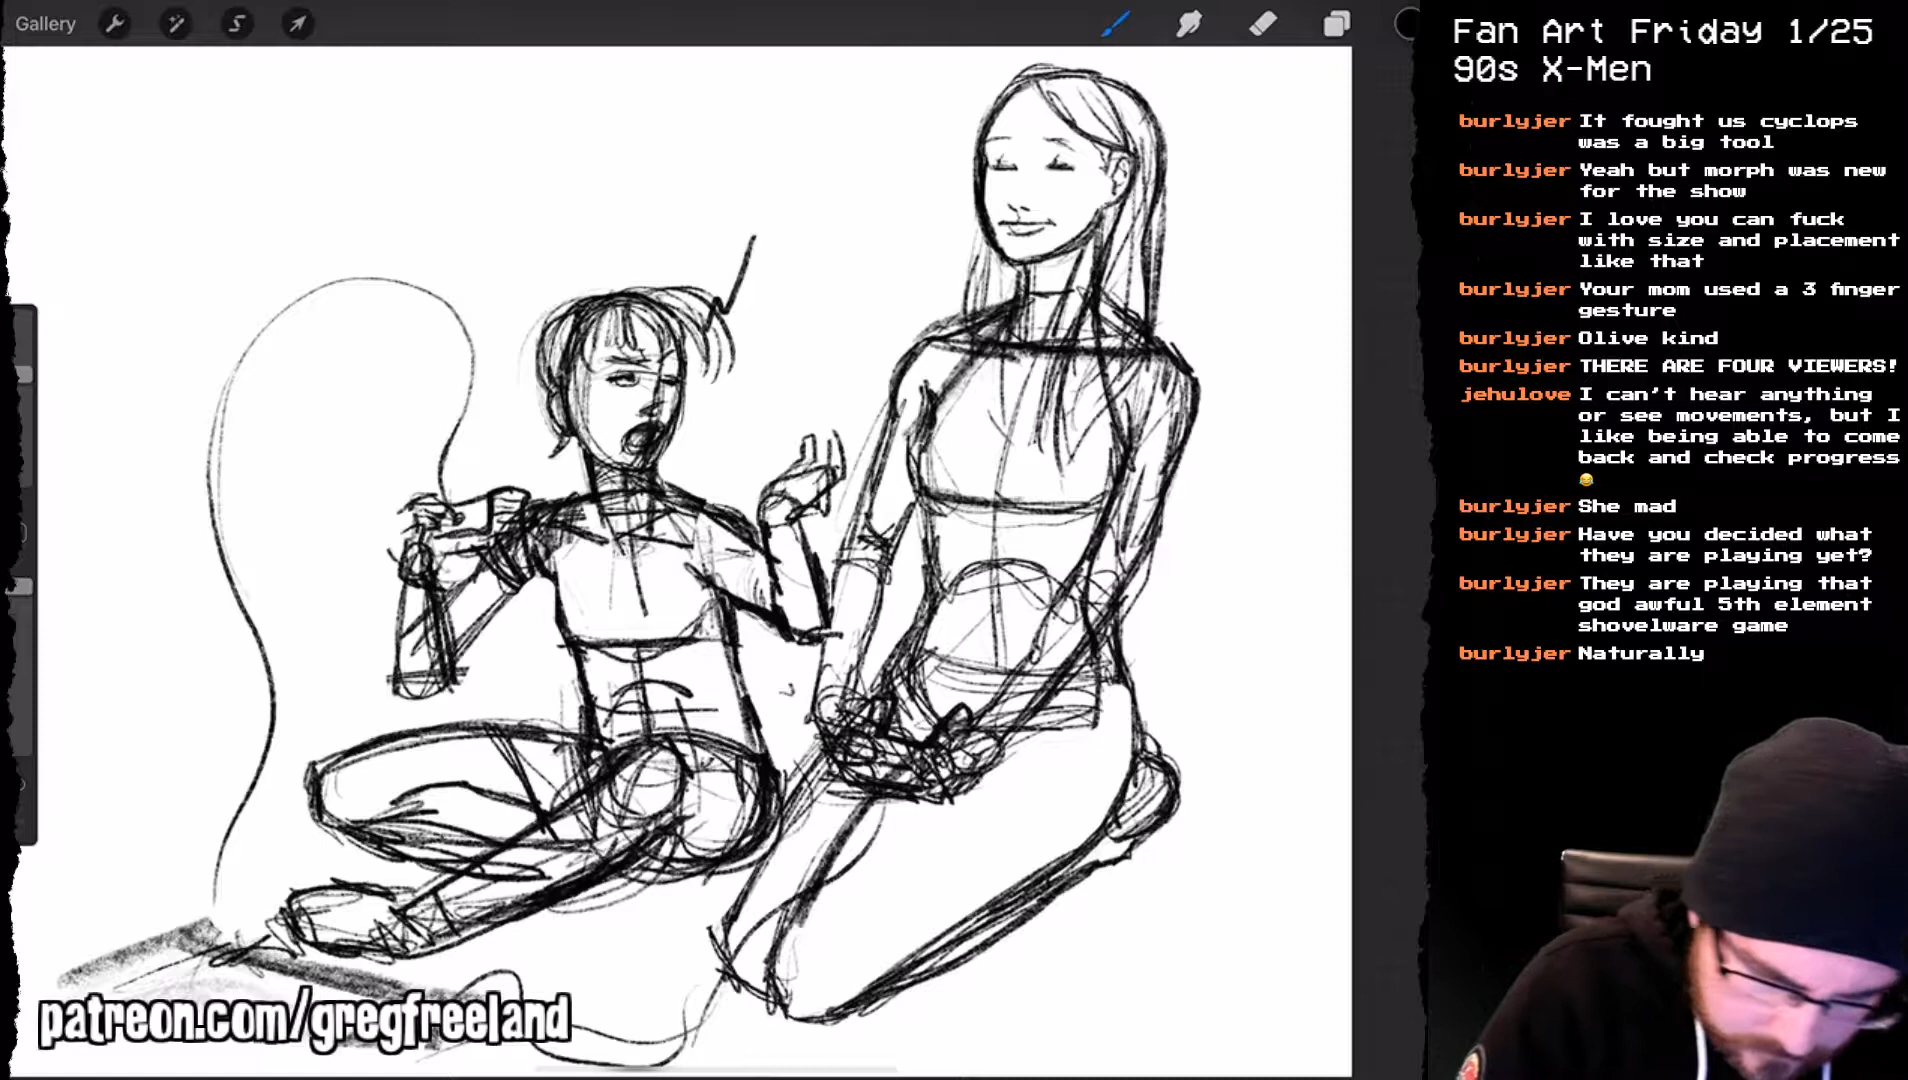 Gallery
Fan Art Friday 1/25
90s X-Men
burlyjer It fought us cyclops
was a big tool
burlyjer Yeah but morph was new
for the show
burlyjer I love you can fuck
with size and placement
like that
burlyjer Your mom used a 3 finger
gesture
burlyjer Olive kind
burlyjer THERE ARE FOUR VIEWERS!
jehulove I can't hear anything
or see movements, but I
like being able to come
back and check progress
😂
burlyjer She mad
burlyjer Have you decided what
they are playing yet?
burlyjer They are playing that
god awful 5th element
shovelware game
burlyjer Naturally
patreon.com/gregfreeland